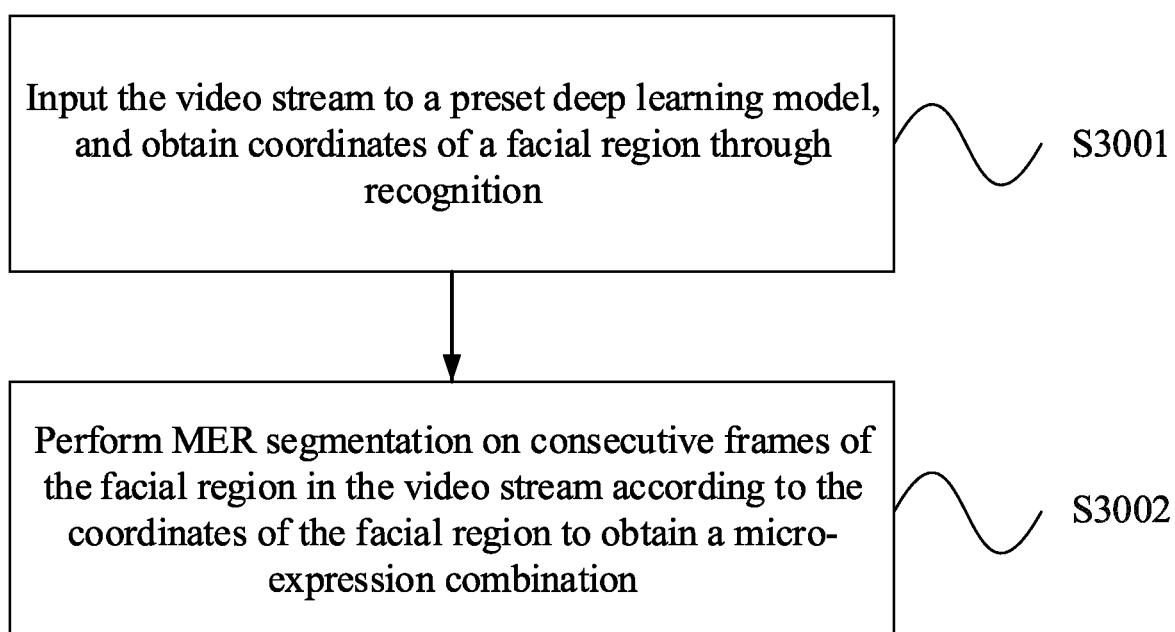 Input the video stream to a preset deep learning model,
and obtain coordinates of a facial region through
recognition
S3001
Perform MER segmentation on consecutive frames of
the facial region in the video stream according to the
coordinates of the facial region to obtain a micro-
expression combination
S3002